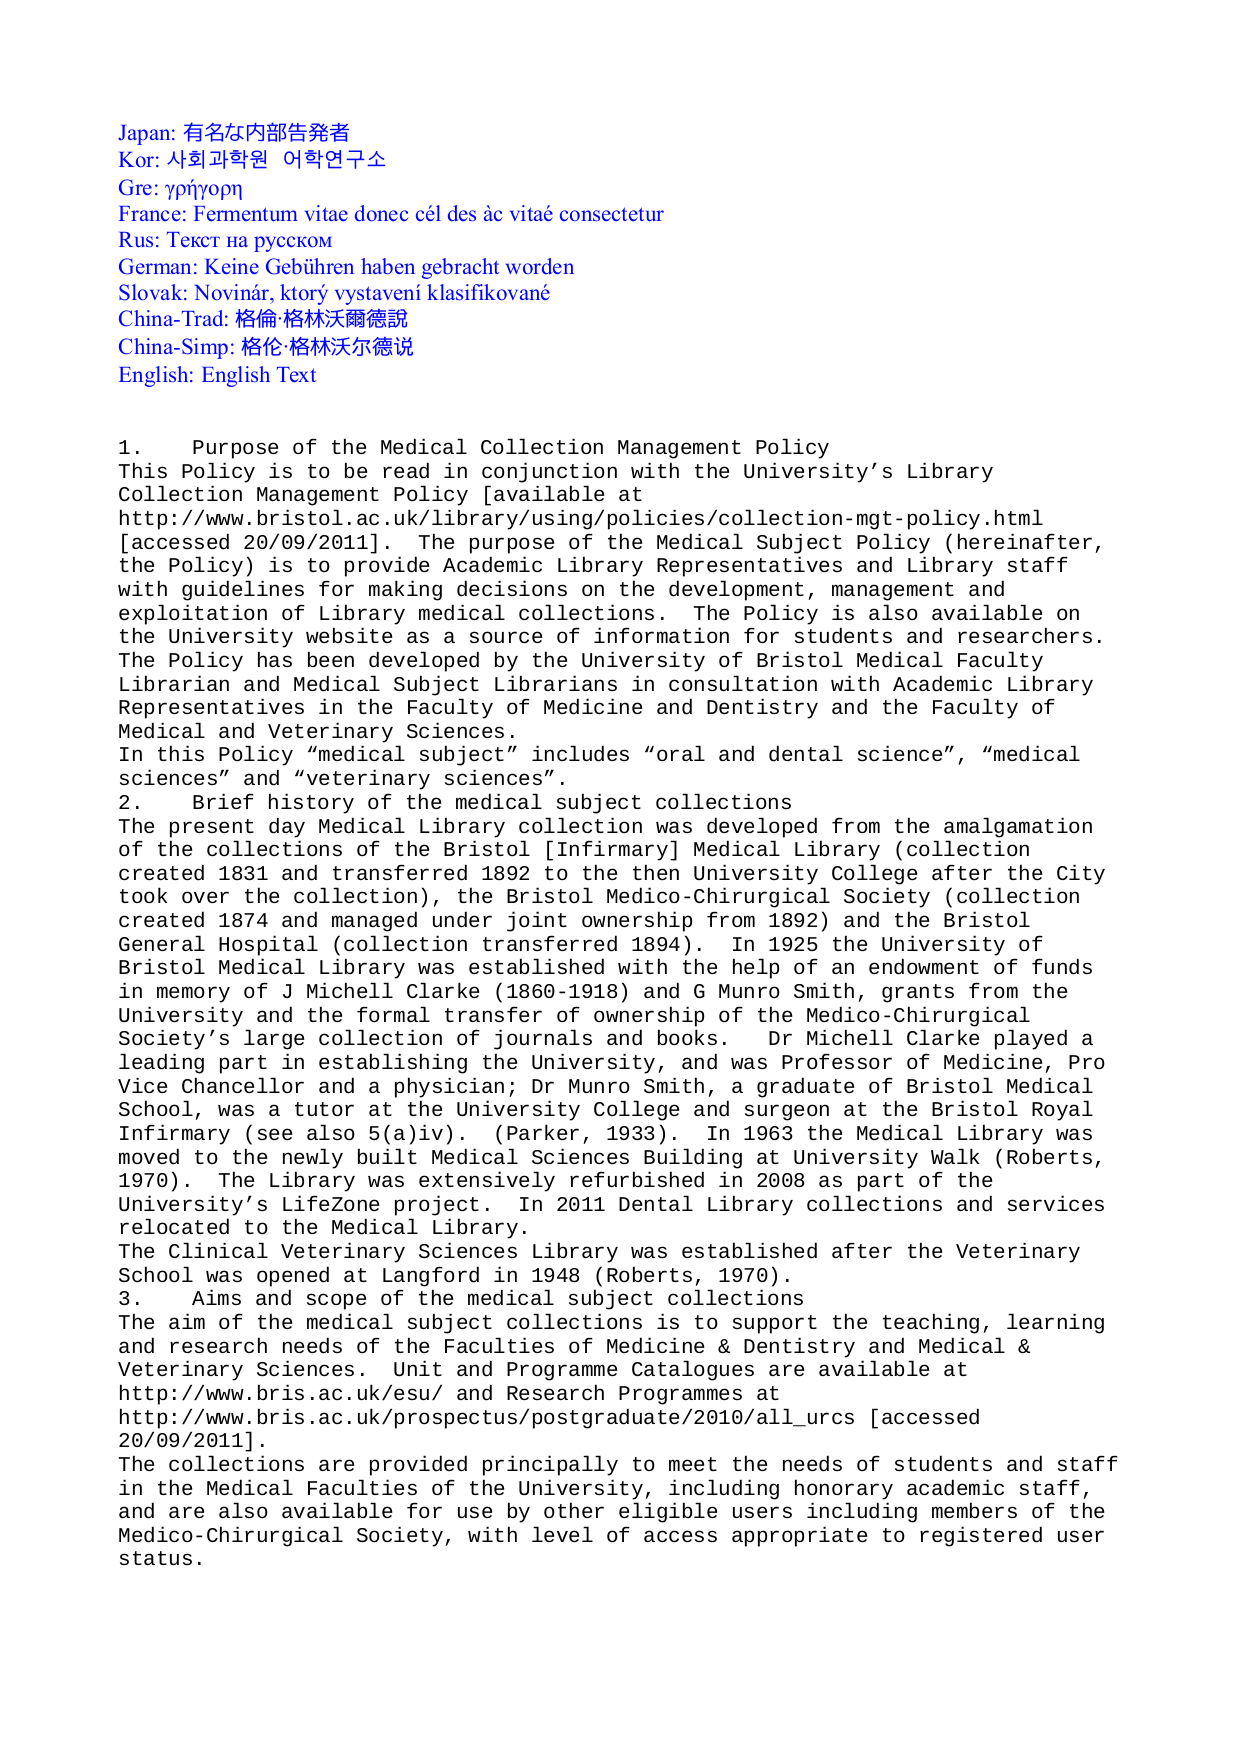 Japan: 有名な内部告発者
Kor: 사회과학원 어학연구소
Gre: γρήγορη
France: Fermentum vitae donec cél des àc vitaé consectetur
Rus: Текст на русском
German: Keine Gebühren haben gebracht worden
Slovak: Novinár, ktorý vystavení klasifikované
China-Trad: 格倫·格林沃爾德說
China-Simp: 格伦·格林沃尔德说
English: English Text
1. Purpose of the Medical Collection Management Policy
This Policy is to be read in conjunction with the University’s Library
Collection Management Policy [available at
http://www.bristol.ac.uk/library/using/policies/collection-mgt-policy.html
[accessed 20/09/2011].  The purpose of the Medical Subject Policy (hereinafter,
the Policy) is to provide Academic Library Representatives and Library staff
with guidelines for making decisions on the development, management and
exploitation of Library medical collections.  The Policy is also available on
the University website as a source of information for students and researchers.
The Policy has been developed by the University of Bristol Medical Faculty
Librarian and Medical Subject Librarians in consultation with Academic Library
Representatives in the Faculty of Medicine and Dentistry and the Faculty of
Medical and Veterinary Sciences.
In this Policy “medical subject” includes “oral and dental science”, “medical
sciences” and “veterinary sciences”.
2. Brief history of the medical subject collections
The present day Medical Library collection was developed from the amalgamation
of the collections of the Bristol [Infirmary] Medical Library (collection
created 1831 and transferred 1892 to the then University College after the City
took over the collection), the Bristol Medico-Chirurgical Society (collection
created 1874 and managed under joint ownership from 1892) and the Bristol
General Hospital (collection transferred 1894).  In 1925 the University of
Bristol Medical Library was established with the help of an endowment of funds
in memory of J Michell Clarke (1860-1918) and G Munro Smith, grants from the
University and the formal transfer of ownership of the Medico-Chirurgical
Society’s large collection of journals and books.   Dr Michell Clarke played a
leading part in establishing the University, and was Professor of Medicine, Pro
Vice Chancellor and a physician; Dr Munro Smith, a graduate of Bristol Medical
School, was a tutor at the University College and surgeon at the Bristol Royal
Infirmary (see also 5(a)iv).  (Parker, 1933).  In 1963 the Medical Library was
moved to the newly built Medical Sciences Building at University Walk (Roberts,
1970).  The Library was extensively refurbished in 2008 as part of the
University’s LifeZone project.  In 2011 Dental Library collections and services
relocated to the Medical Library.
The Clinical Veterinary Sciences Library was established after the Veterinary
School was opened at Langford in 1948 (Roberts, 1970).
3. Aims and scope of the medical subject collections
The aim of the medical subject collections is to support the teaching, learning
and research needs of the Faculties of Medicine & Dentistry and Medical &
Veterinary Sciences.  Unit and Programme Catalogues are available at
http://www.bris.ac.uk/esu/ and Research Programmes at
http://www.bris.ac.uk/prospectus/postgraduate/2010/all_urcs [accessed
20/09/2011].
The collections are provided principally to meet the needs of students and staff
in the Medical Faculties of the University, including honorary academic staff,
and are also available for use by other eligible users including members of the
Medico-Chirurgical Society, with level of access appropriate to registered user
status.